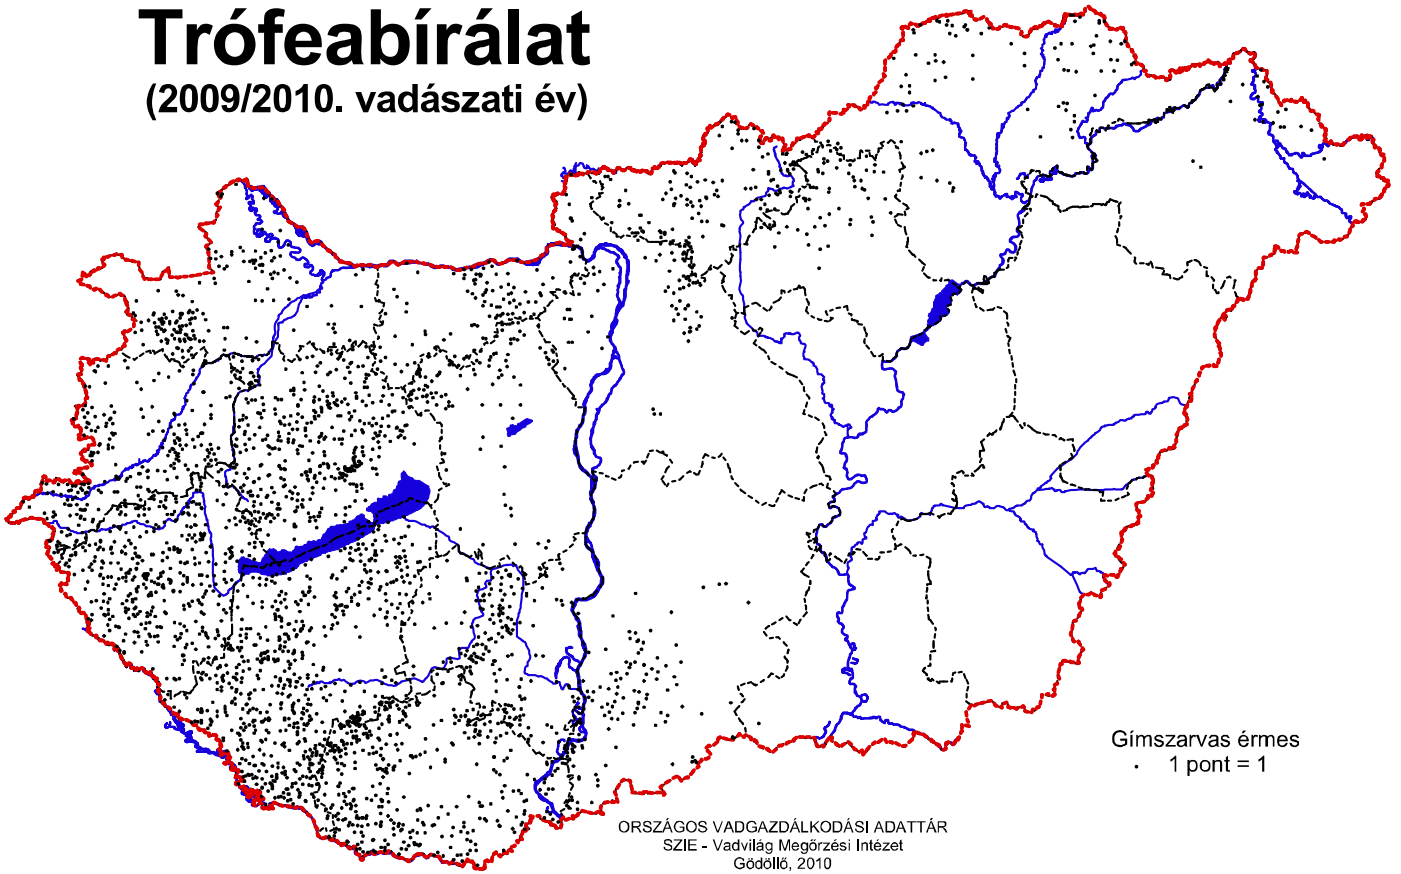 Trófeabírálat
(2009/2010. vadászati év)
Gímszarvas érmes
1 pont = 1
ORSZÁGOS VADGAZDÁLKODÁSI ADATTÁR
SZIE - Vadvilág Megőrzési Intézet
Gödöllő, 2010